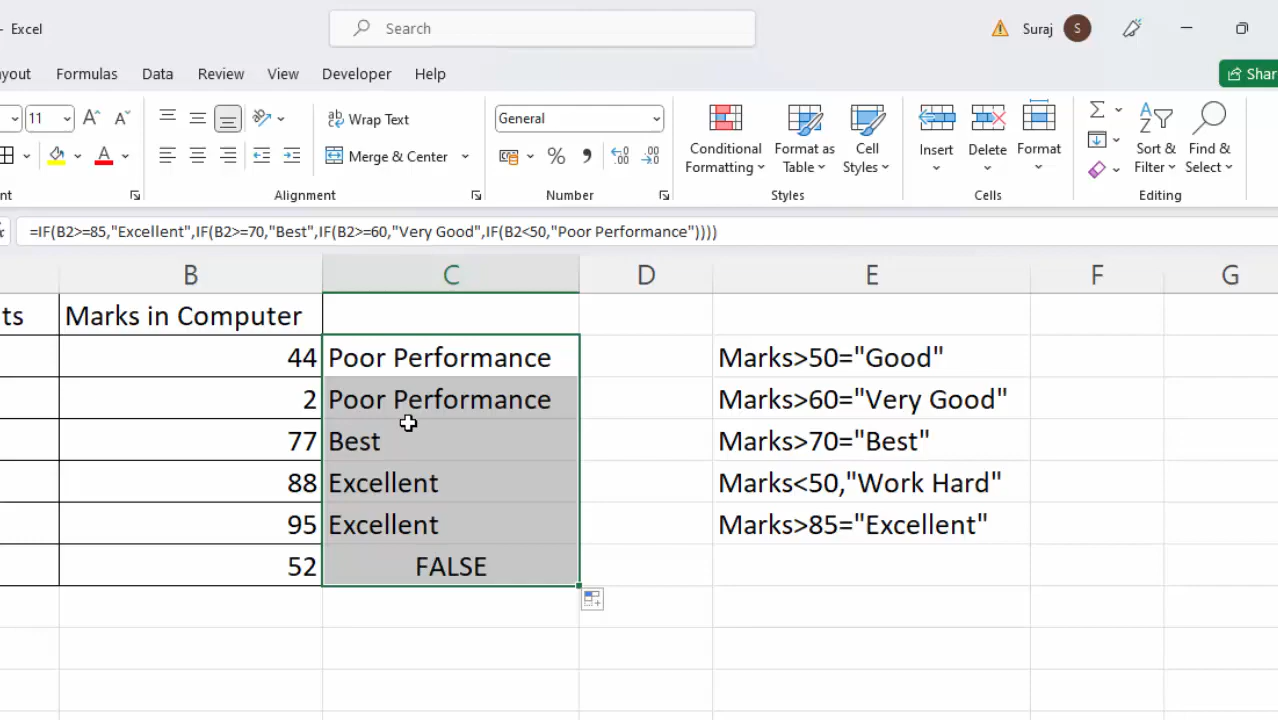 - Excel
Search
Suraj
S
ayout Formulas Data Review View Developer Help
Shar
11
A
A
ab
Wrap Text
General
Merge & Center
%
Conditional Formatting
Format as Table
Cell Styles
Insert
Delete
Format
Sort & Filter
Find & Select
nt
Alignment
Number
Styles
Cells
Editing
=IF(B2>=85,"Excellent",IF(B2>=70,"Best",IF(B2>=60,"Very Good",IF(B2<50,"Poor Performance"))))
B C D E F G
ts Marks in Computer
44 Poor Performance Marks>50="Good"
2 Poor Performance Marks>60="Very Good"
77 Best Marks>70="Best"
88 Excellent Marks<50,"Work Hard"
95 Excellent Marks>85="Excellent"
52 FALSE